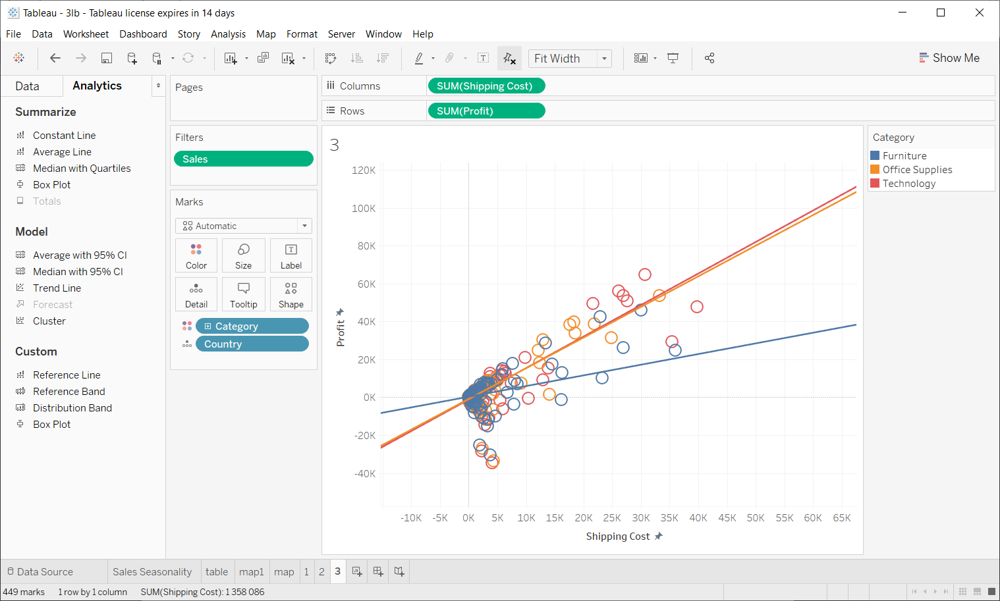 Tableau - 3lb - Tableau license expires in 14 days
File Data Worksheet Dashboard Story Analysis Map Format Server Window Help
Fit Width
Show Me
Data Analytics
Summarize
Constant Line
Average Line
Median with Quartiles
Box Plot
Totals
Model
Average with 95% CI
Median with 95% CI
Trend Line
Forecast
Cluster
Custom
Reference Line
Reference Band
Distribution Band
Box Plot
Pages
Filters
Sales
Marks
Automatic
Color Size Label
Detail Tooltip Shape
Category
Country
Columns SUM(Shipping Cost)
Rows SUM(Profit)
3
120K
100K
80K
60K
40K
20K
0K
-20K
-40K
Profit
-10K -5K 0K 5K 10K 15K 20K 25K 30K 35K 40K 45K 50K 55K 60K 65K
Shipping Cost
Category
Furniture
Office Supplies
Technology
Data Source Sales Seasonality table map1 map 1 2 3
449 marks 1 row by 1 column SUM(Shipping Cost): 1 358 086